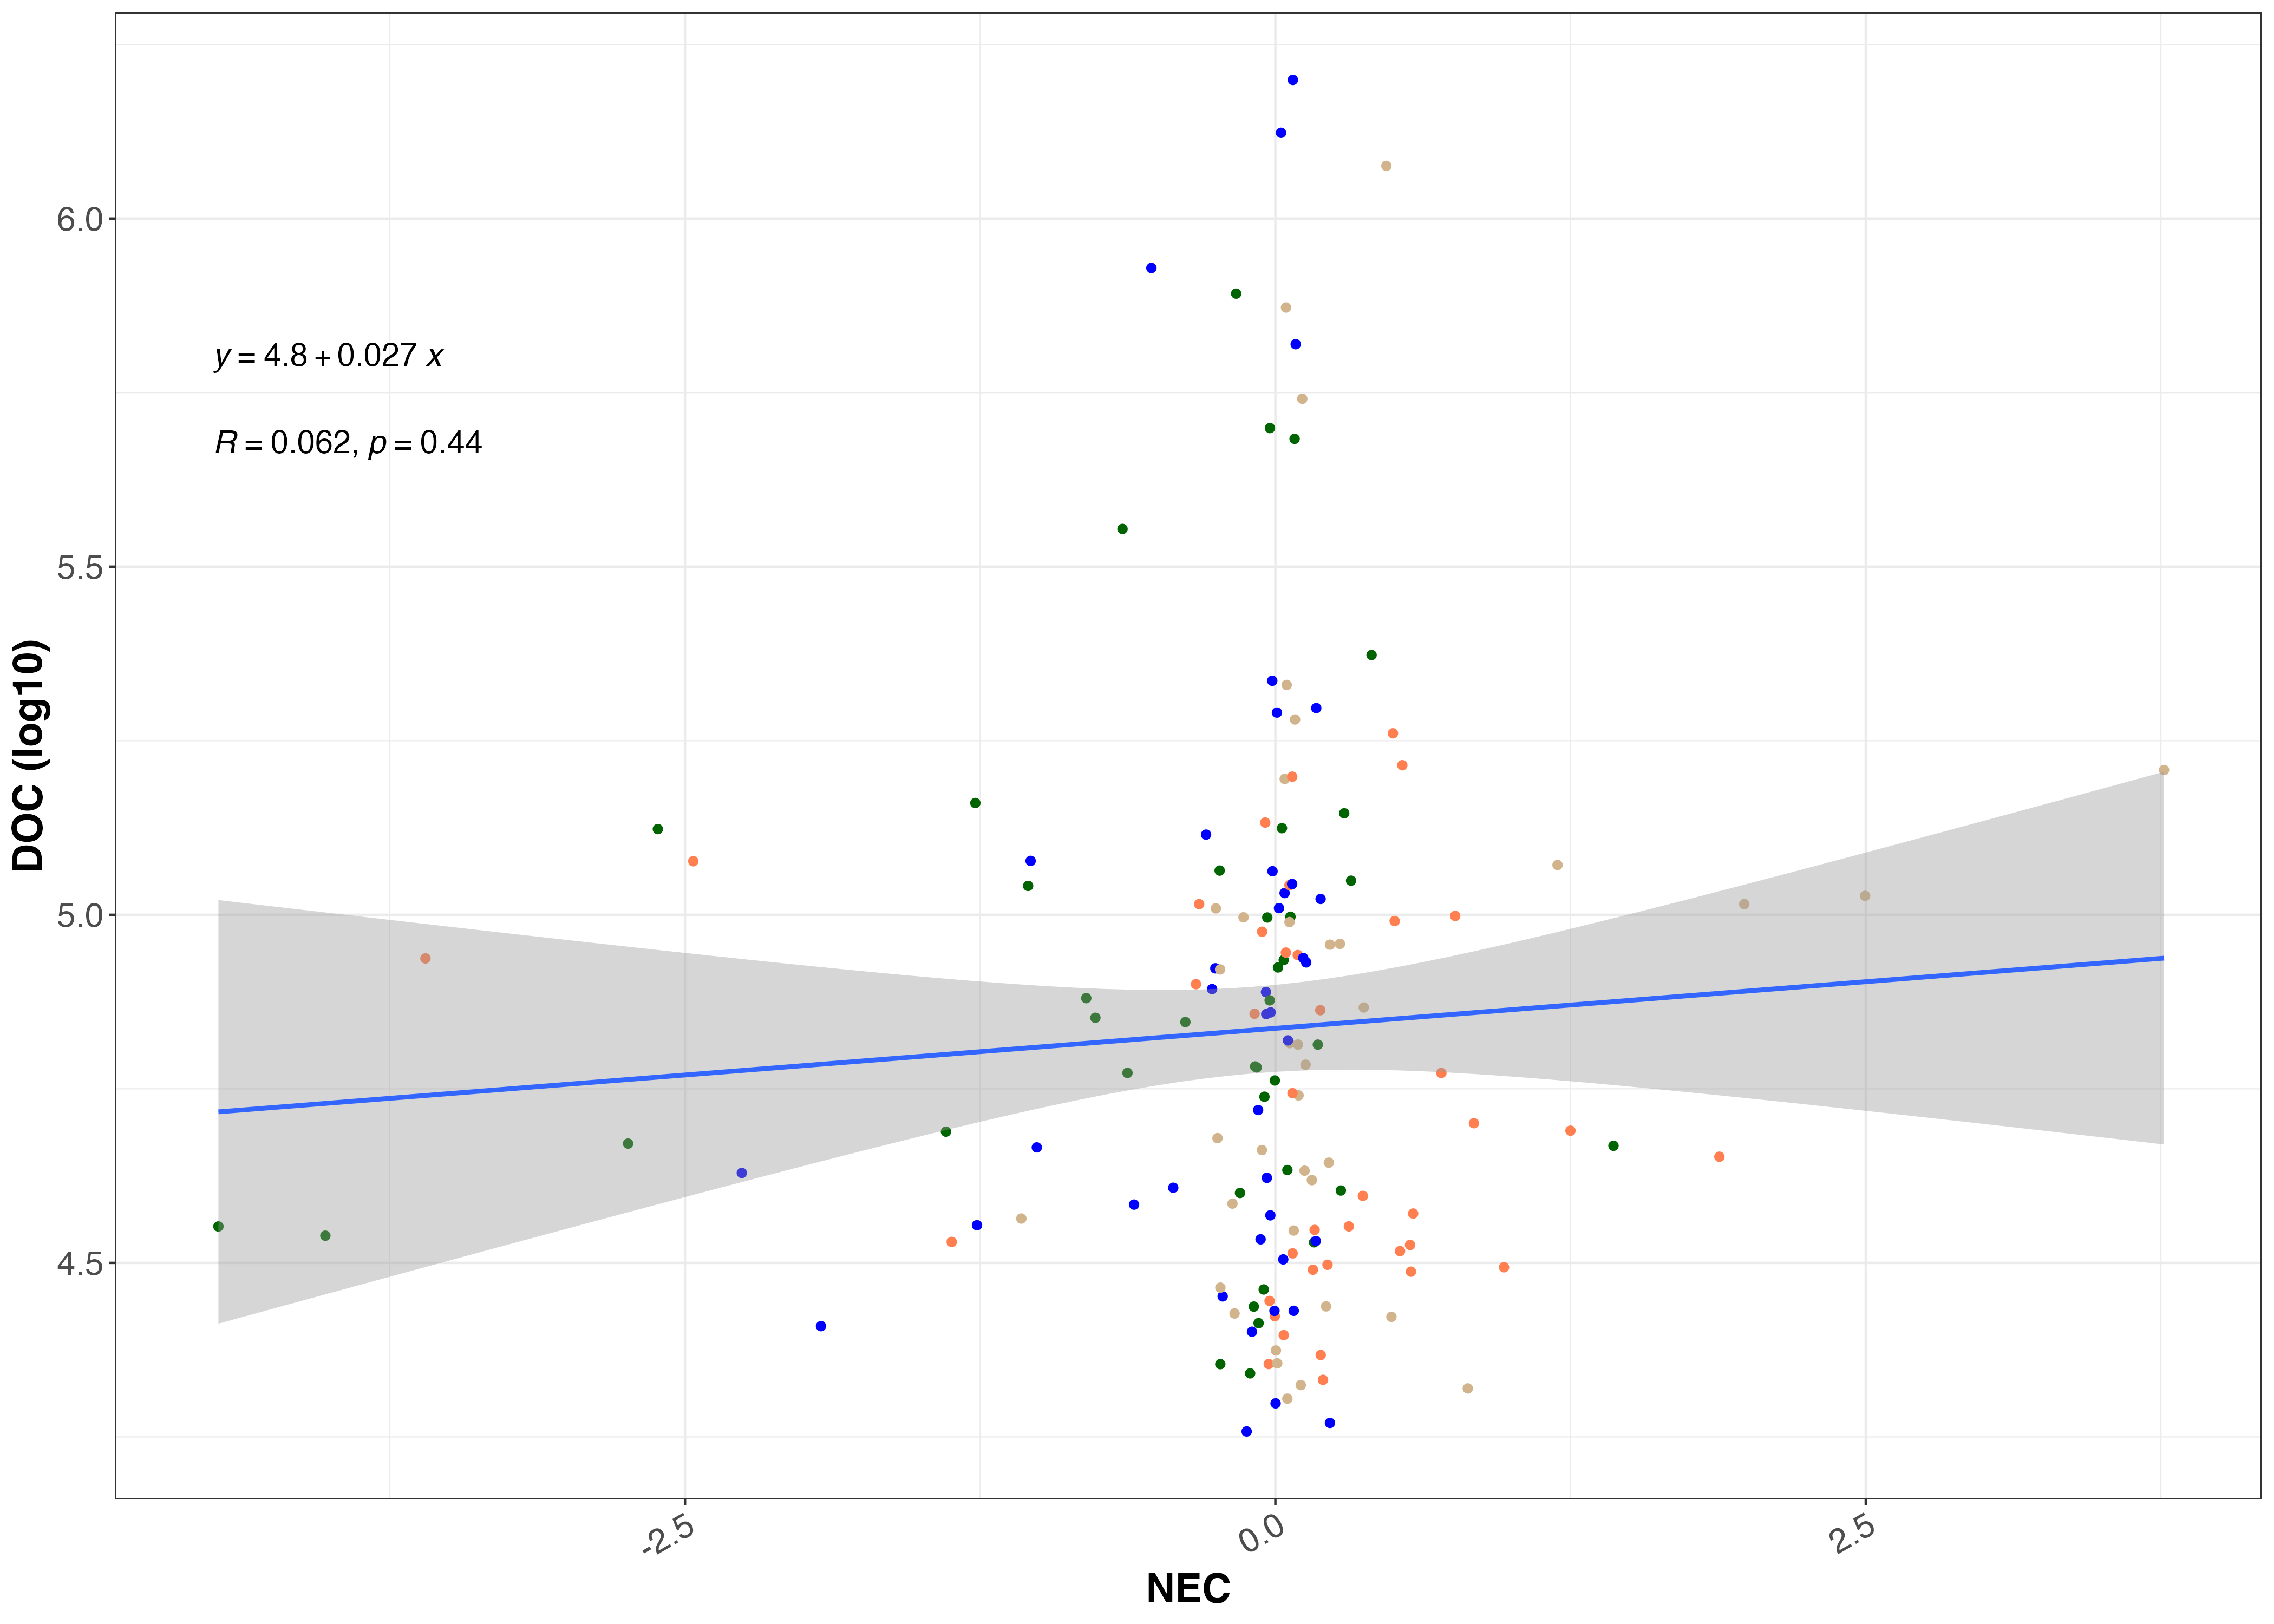 6.0
5.5
5.0
4.5
DOC (log10)
y = 4.8 + 0.027 x
R = 0.062, p = 0.44
-2.5
0.0
2.5
NEC